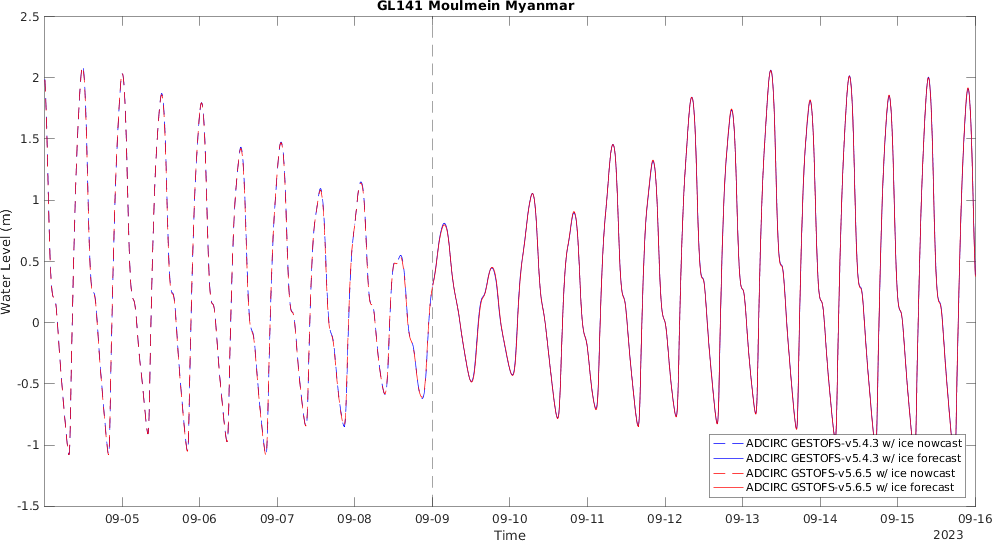 GL141 Moulmein Myanmar
2.5
2
1.5
1
0.5
0
-0.5
-1
-1.5
Water Level (m)
ADCIRC GESTOFS-v5.4.3 w/ ice nowcast
ADCIRC GESTOFS-v5.4.3 w/ ice forecast
ADCIRC GSTOFS-v5.6.5 w/ ice nowcast
ADCIRC GSTOFS-v5.6.5 w/ ice forecast
09-05 09-06 09-07 09-08 09-09 09-10 09-11 09-12 09-13 09-14 09-15 09-16
Time
2023